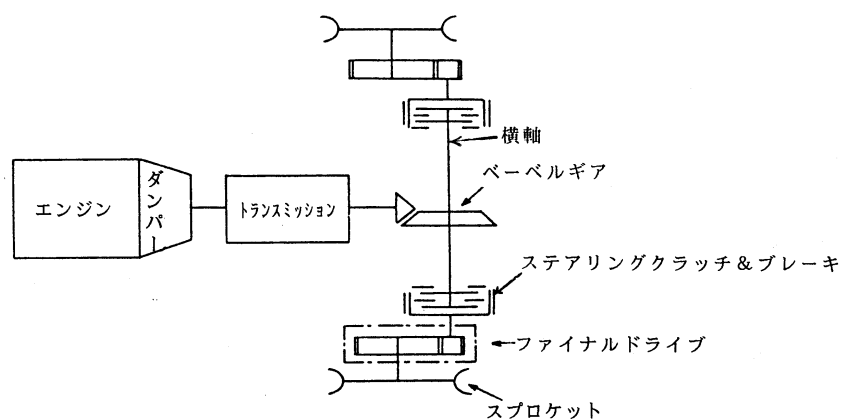 横軸
ベーベルギア
エンジン
ダンパー
トランスミッション
ステアリングクラッチ&ブレーキ
ファイナルドライブ
スプロケット